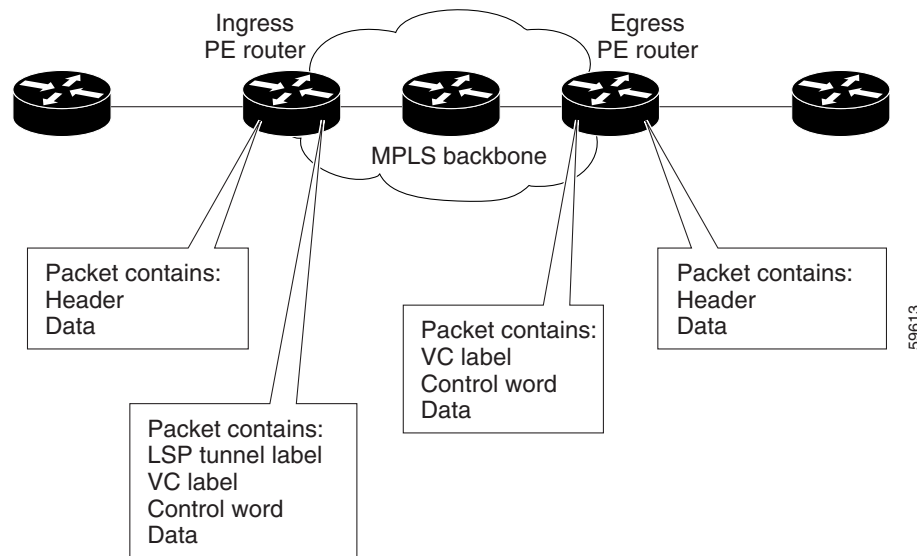 Ingress
PE router
Egress
PE router
MPLS backbone
Packet contains:
Header
Data
Packet contains:
LSP tunnel label
VC label
Control word
Data
Packet contains:
VC label
Control word
Data
Packet contains:
Header
Data
59613